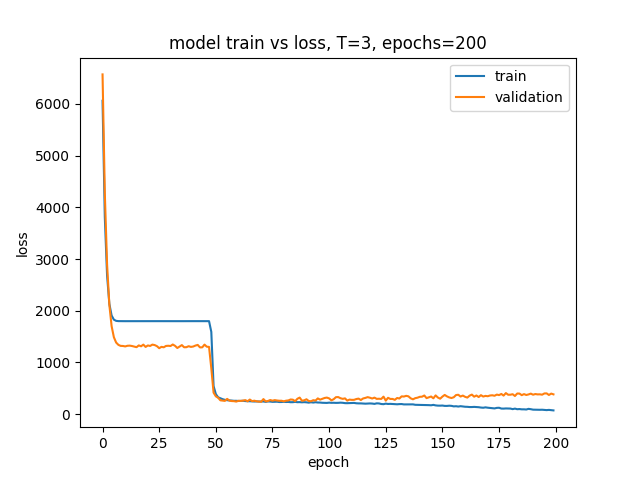 model train vs loss, T=3, epochs=200
train
validation
6000
5000
4000
3000
2000
1000
0
loss
0 25 50 75 100 125 150 175 200
epoch